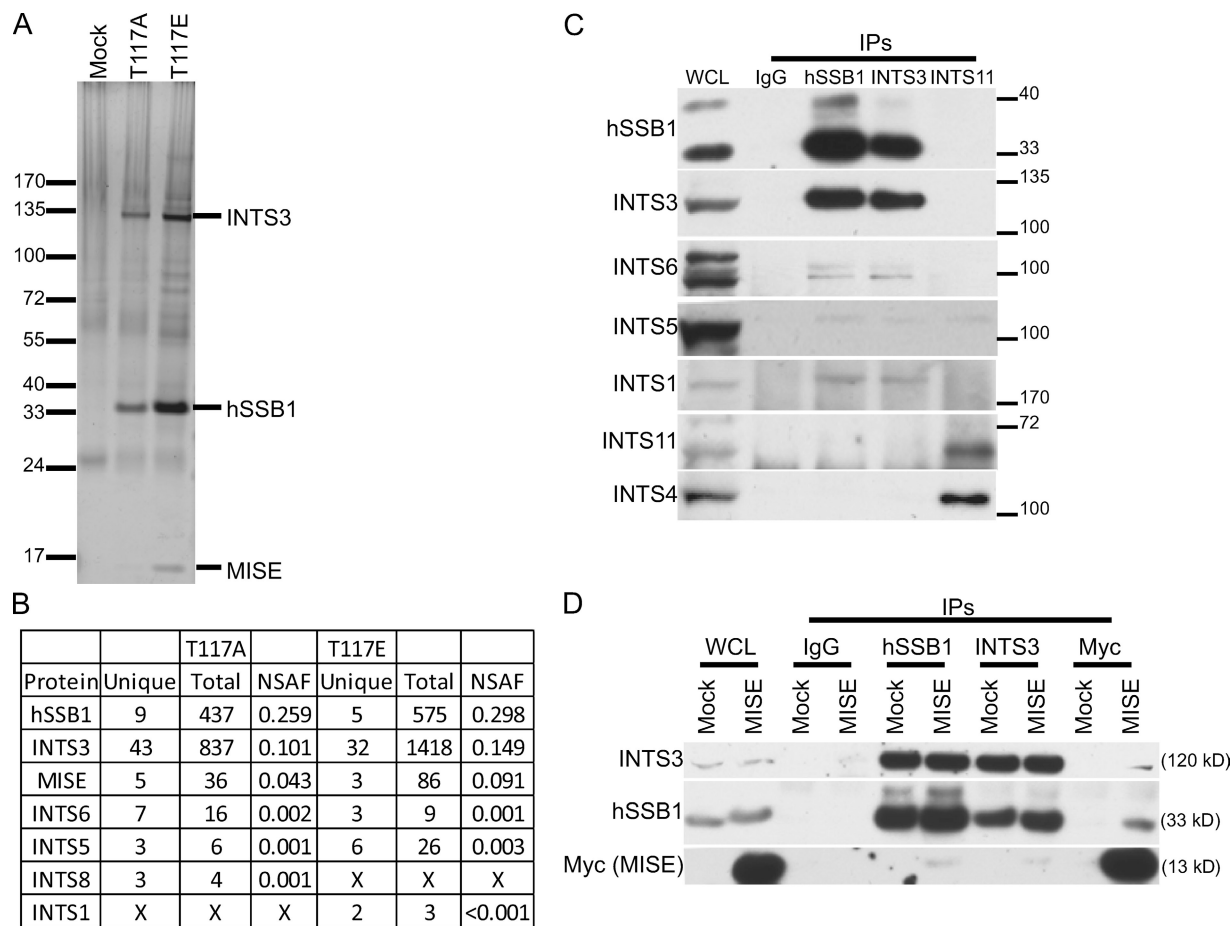 A
Mock
T117A
T117E
170
135
100
72
55
40
33
24
17
INTS3
hSSB1
MISE
B
T117A T117E
Protein Unique Total NSAF Unique Total NSAF
hSSB1 9 437 0.259 5 575 0.298
INTS3 43 837 0.101 32 1418 0.149
MISE 5 36 0.043 3 86 0.091
INTS6 7 16 0.002 3 9 0.001
INTS5 3 6 0.001 6 26 0.003
INTS8 3 4 0.001 X X X
INTS1 X X X 2 3 <0.001
C
IPs
WCL IgG hSSB1 INTS3 INTS11
hSSB1 40
33
INTS3 135
100
INTS6 100
INTS5 100
INTS1 170
INTS11 72
INTS4 100
D
IPs
WCL IgG hSSB1 INTS3 Myc
Mock MISE Mock MISE Mock MISE Mock MISE Mock MISE
INTS3 (120 kD)
hSSB1 (33 kD)
Myc (MISE) (13 kD)